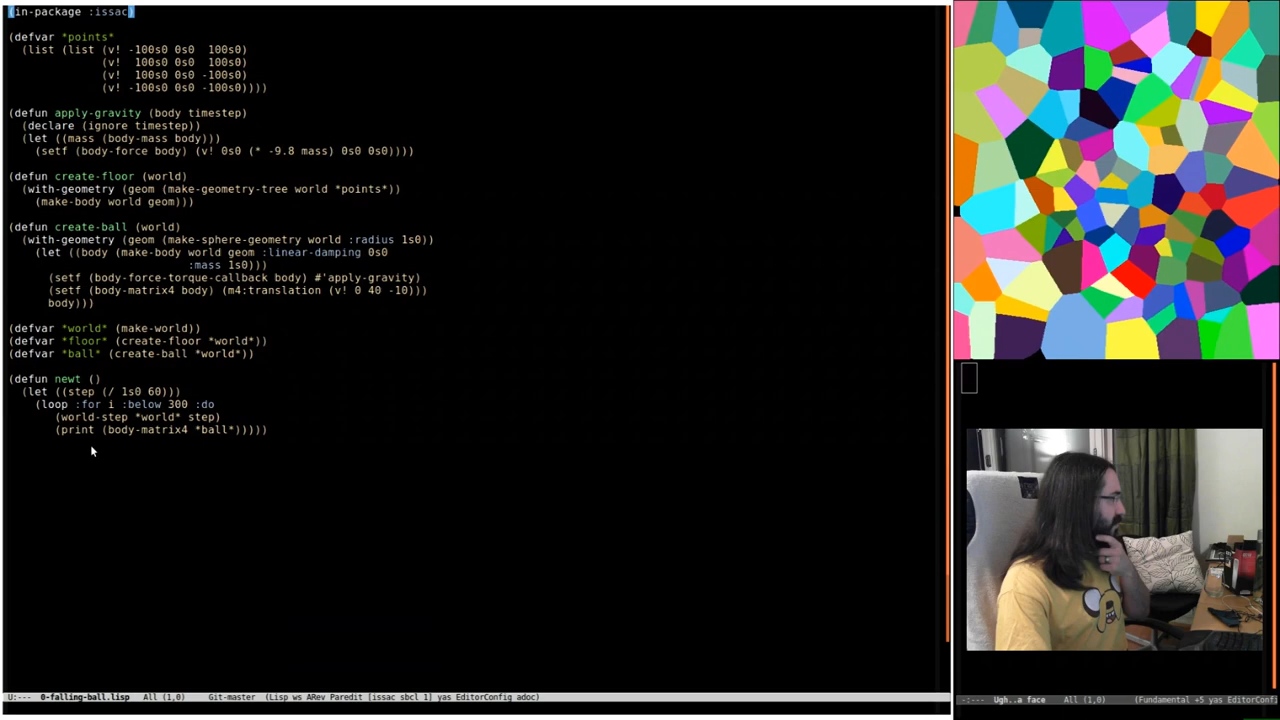 (in-package :issac)
(defvar *points*
(list (list (v! -100s0 0s0  100s0)
(v!  100s0 0s0  100s0)
(v!  100s0 0s0 -100s0)
(v! -100s0 0s0 -100s0))))
(defun apply-gravity (body timestep)
(declare (ignore timestep))
(let ((mass (body-mass body)))
(setf (body-force body) (v! 0s0 (* -9.8 mass) 0s0 0s0))))
(defun create-floor (world)
(with-geometry (geom (make-geometry-tree world *points*))
(make-body world geom)))
(defun create-ball (world)
(with-geometry (geom (make-sphere-geometry world :radius 1s0))
(let ((body (make-body world geom :linear-damping 0s0
:mass 1s0)))
(setf (body-force-torque-callback body) #'apply-gravity)
(setf (body-matrix4 body) (m4:translation (v! 0 40 -10)))
body)))
(defvar *world* (make-world))
(defvar *floor* (create-floor *world*))
(defvar *ball* (create-ball *world*))
(defun newt ()
(let ((step (/ 1s0 60)))
(loop :for i :below 300 :do
(world-step *world* step)
(print (body-matrix4 *ball*)))))
U:---  0-falling-ball.lisp   All (1,0)     Git-master  (Lisp ws ARev Paredit [issac sbcl 1] yas EditorConfig adoc)
-:---  Ugh..a face    All (1,0)     (Fundamental +5 yas EditorConfi